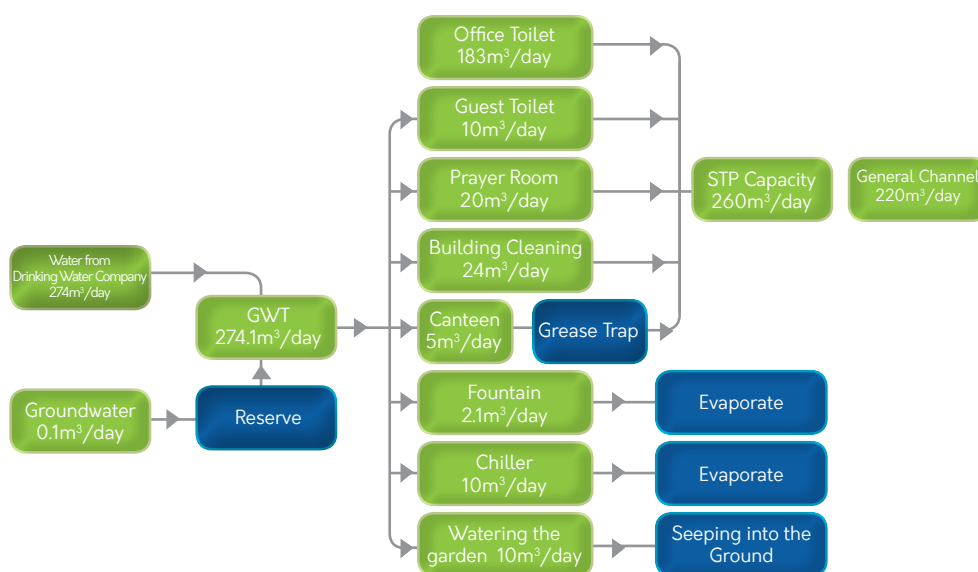 Office Toilet
183m³/day
Guest Toilet
10m³/day
Prayer Room
20m³/day
STP Capacity
260m³/day
General Channel
220m³/day
Building Cleaning
24m³/day
Water from
Drinking Water Company
274m³/day
GWT
274.1m³/day
Canteen
5m³/day
Grease Trap
Groundwater
0.1m³/day
Reserve
Fountain
2.1m³/day
Evaporate
Chiller
10m³/day
Evaporate
Watering the
garden 10m³/day
Seeping into the
Ground